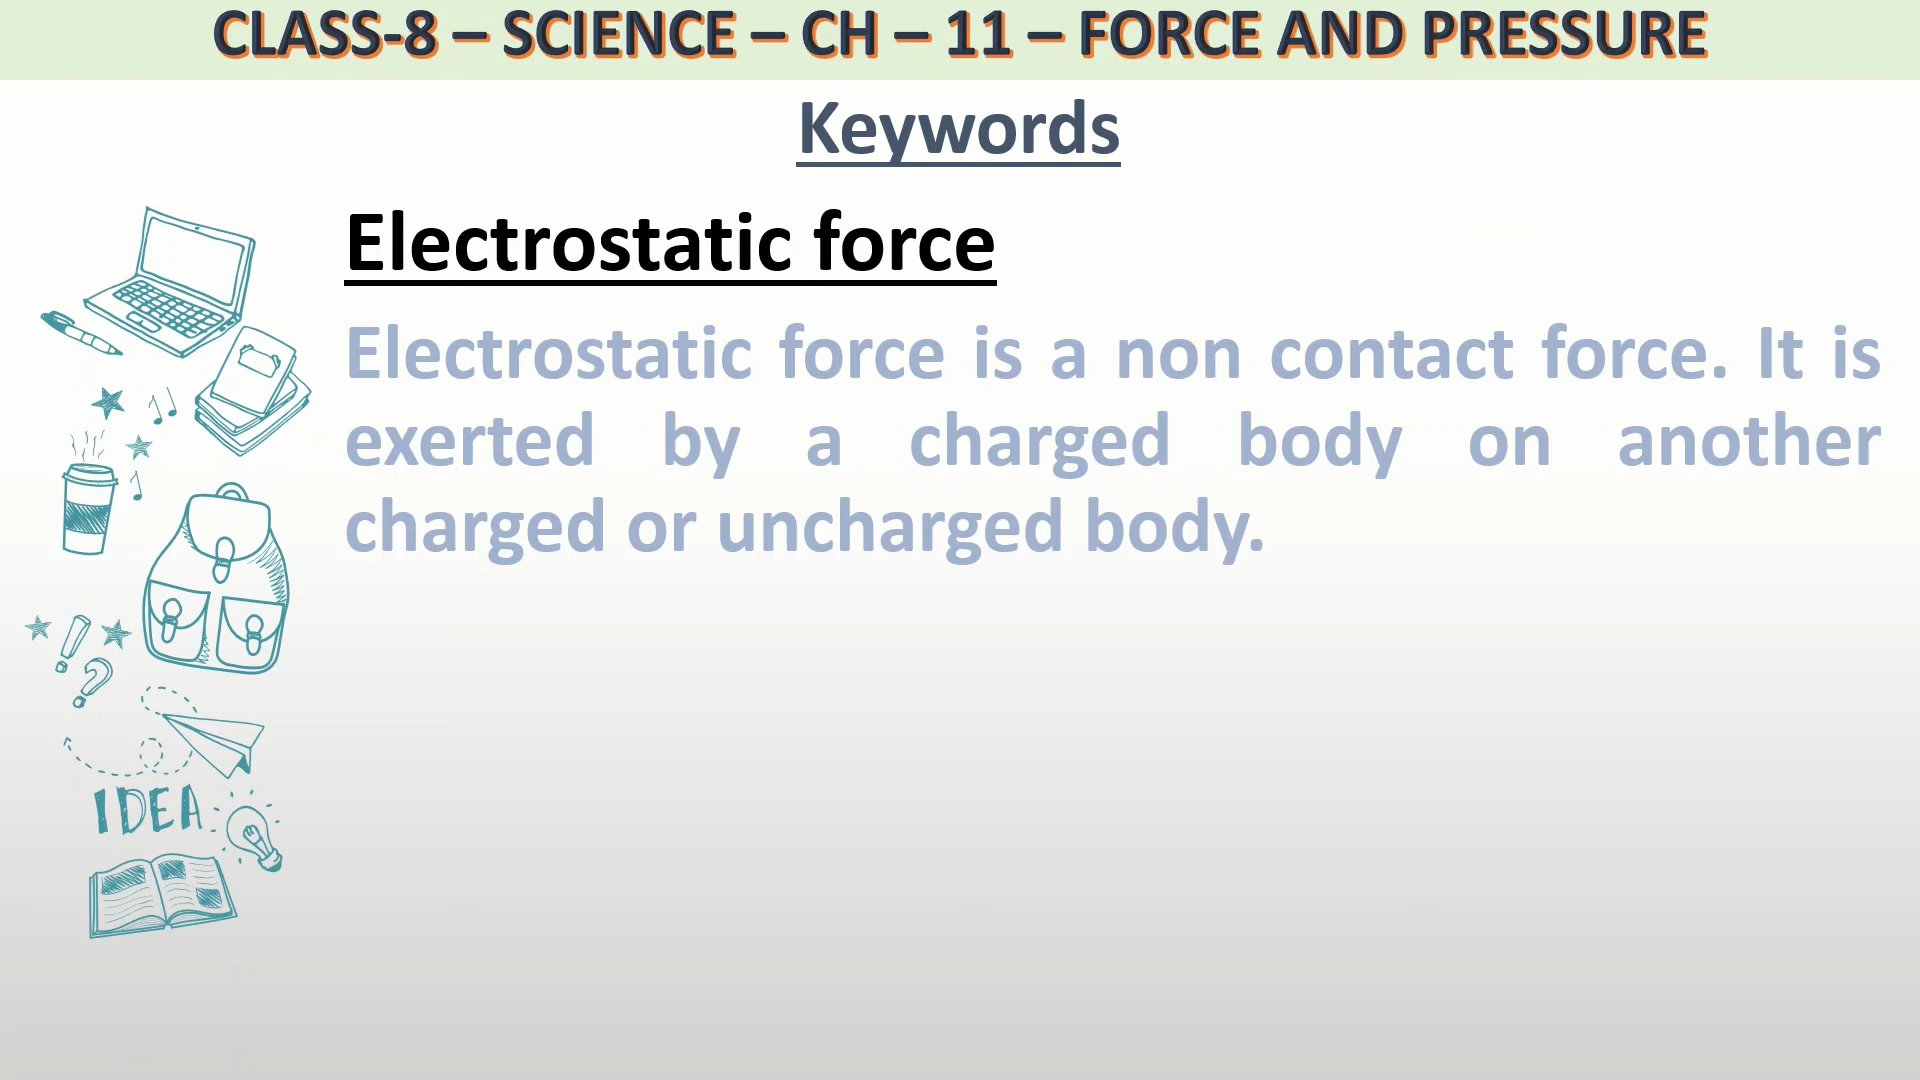 CLASS-8 – SCIENCE – CH – 11 – FORCE AND PRESSURE
Keywords
Electrostatic force
Electrostatic force is a non contact force. It is
exerted by a charged body on another
charged or uncharged body.
!
?
IDEA